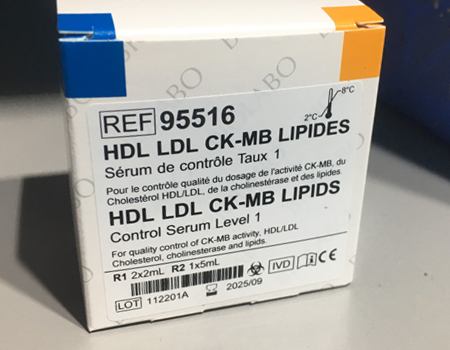 REF 95516
2°C 8°C
HDL LDL CK-MB LIPIDES
Sérum de contrôle Taux 1
Pour le contrôle qualité du dosage de l'activité CK-MB, du
Cholestérol HDL/LDL, de la cholinestérase et des lipides.
HDL LDL CK-MB LIPIDS
Control Serum Level 1
For quality control of CK-MB activity, HDL/LDL
Cholesterol, cholinesterase and lipids.
R1 2x2mL R2 1x5mL
IVD CE
LOT 112201A 2025/09